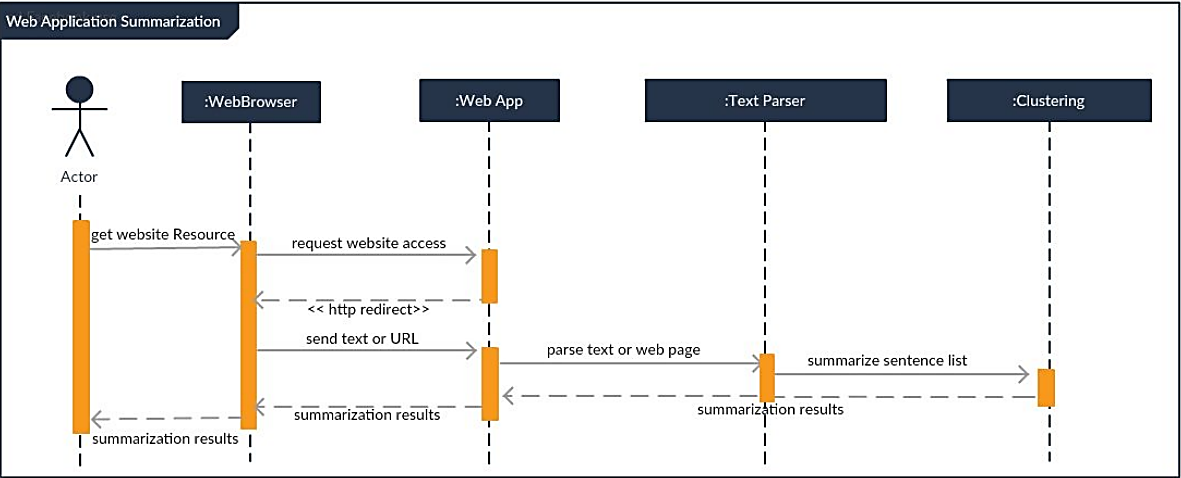 Web Application Summarization
:WebBrowser
:Web App
:Text Parser
:Clustering
Actor
get website Resource
request website access
<< http redirect>>
send text or URL
parse text or web page
summarize sentence list
summarization results
summarization results
summarization results